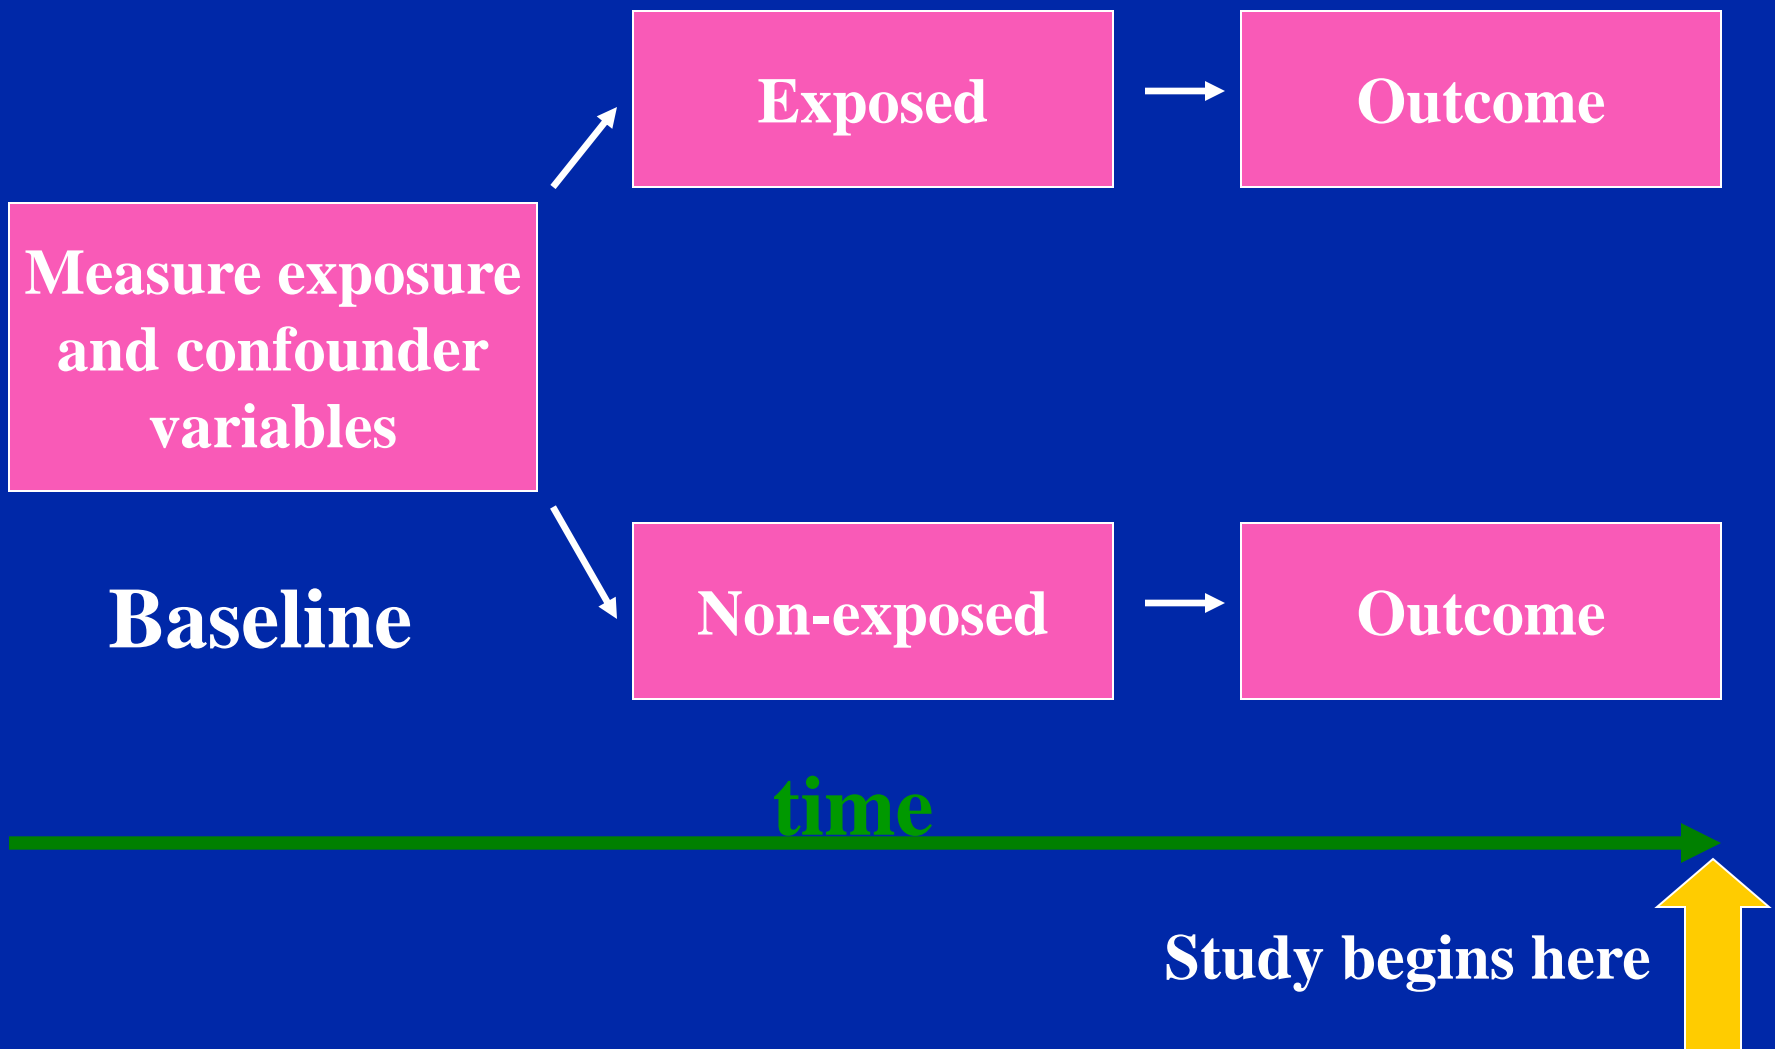 Exposed
Outcome
Measure exposure
and confounder
variables
Baseline
Non-exposed
Outcome
time
Study begins here